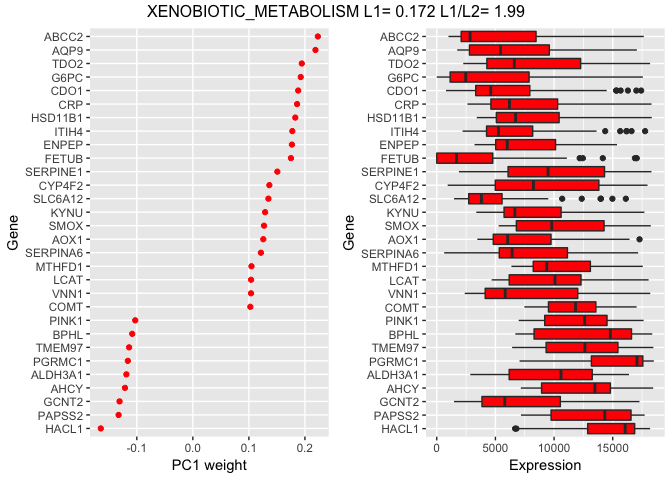 XENOBIOTIC_METABOLISM L1= 0.172 L1/L2= 1.99
Gene
ABCC2
AQP9
TDO2
G6PC
CDO1
CRP
HSD11B1
ITIH4
ENPEP
FETUB
SERPINE1
CYP4F2
SLC6A12
KYNU
SMOX
AOX1
SERPINA6
MTHFD1
LCAT
VNN1
COMT
PINK1
BPHL
TMEM97
PGRMC1
ALDH3A1
AHCY
GCNT2
PAPSS2
HACL1
-0.1 0.0 0.1 0.2
PC1 weight
Gene
ABCC2
AQP9
TDO2
G6PC
CDO1
CRP
HSD11B1
ITIH4
ENPEP
FETUB
SERPINE1
CYP4F2
SLC6A12
KYNU
SMOX
AOX1
SERPINA6
MTHFD1
LCAT
VNN1
COMT
PINK1
BPHL
TMEM97
PGRMC1
ALDH3A1
AHCY
GCNT2
PAPSS2
HACL1
0 5000 10000 15000
Expression